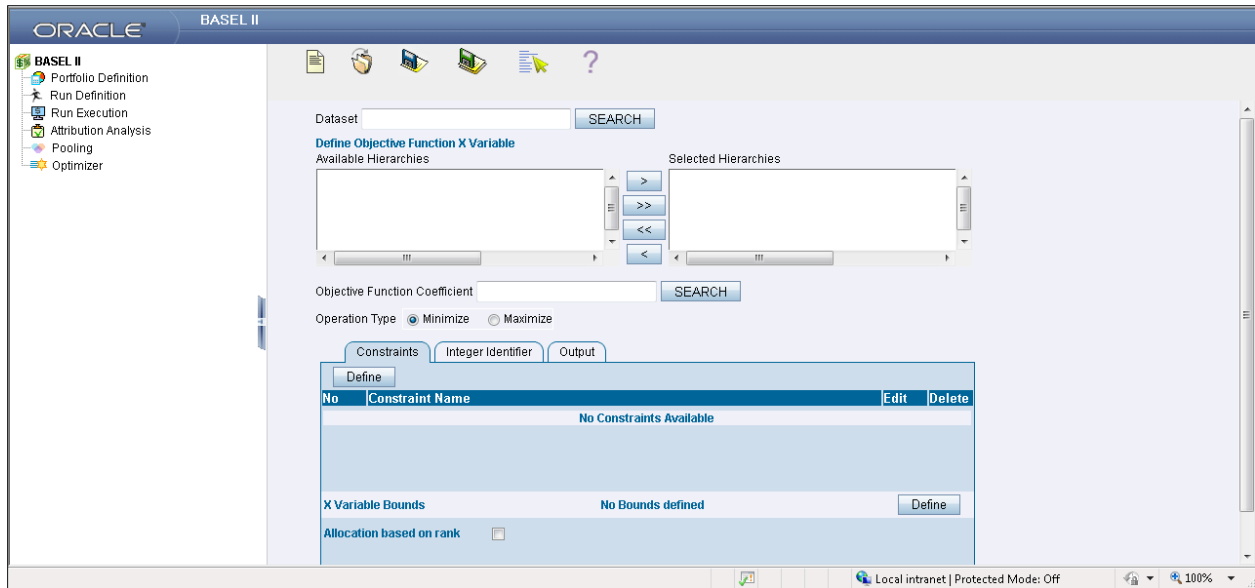 ORACLE
BASEL II
BASEL II
Portfolio Definition
Run Definition
Run Execution
Attribution Analysis
Pooling
Optimizer
?
Dataset SEARCH
Define Objective Function X Variable
Available Hierarchies Selected Hierarchies
>
>>
<<
<
Objective Function Coefficient SEARCH
Operation Type Minimize Maximize
Constraints Integer Identifier Output
Define
No Constraint Name Edit Delete
No Constraints Available
X Variable Bounds No Bounds defined Define
Allocation based on rank
Local intranet | Protected Mode: Off 100%